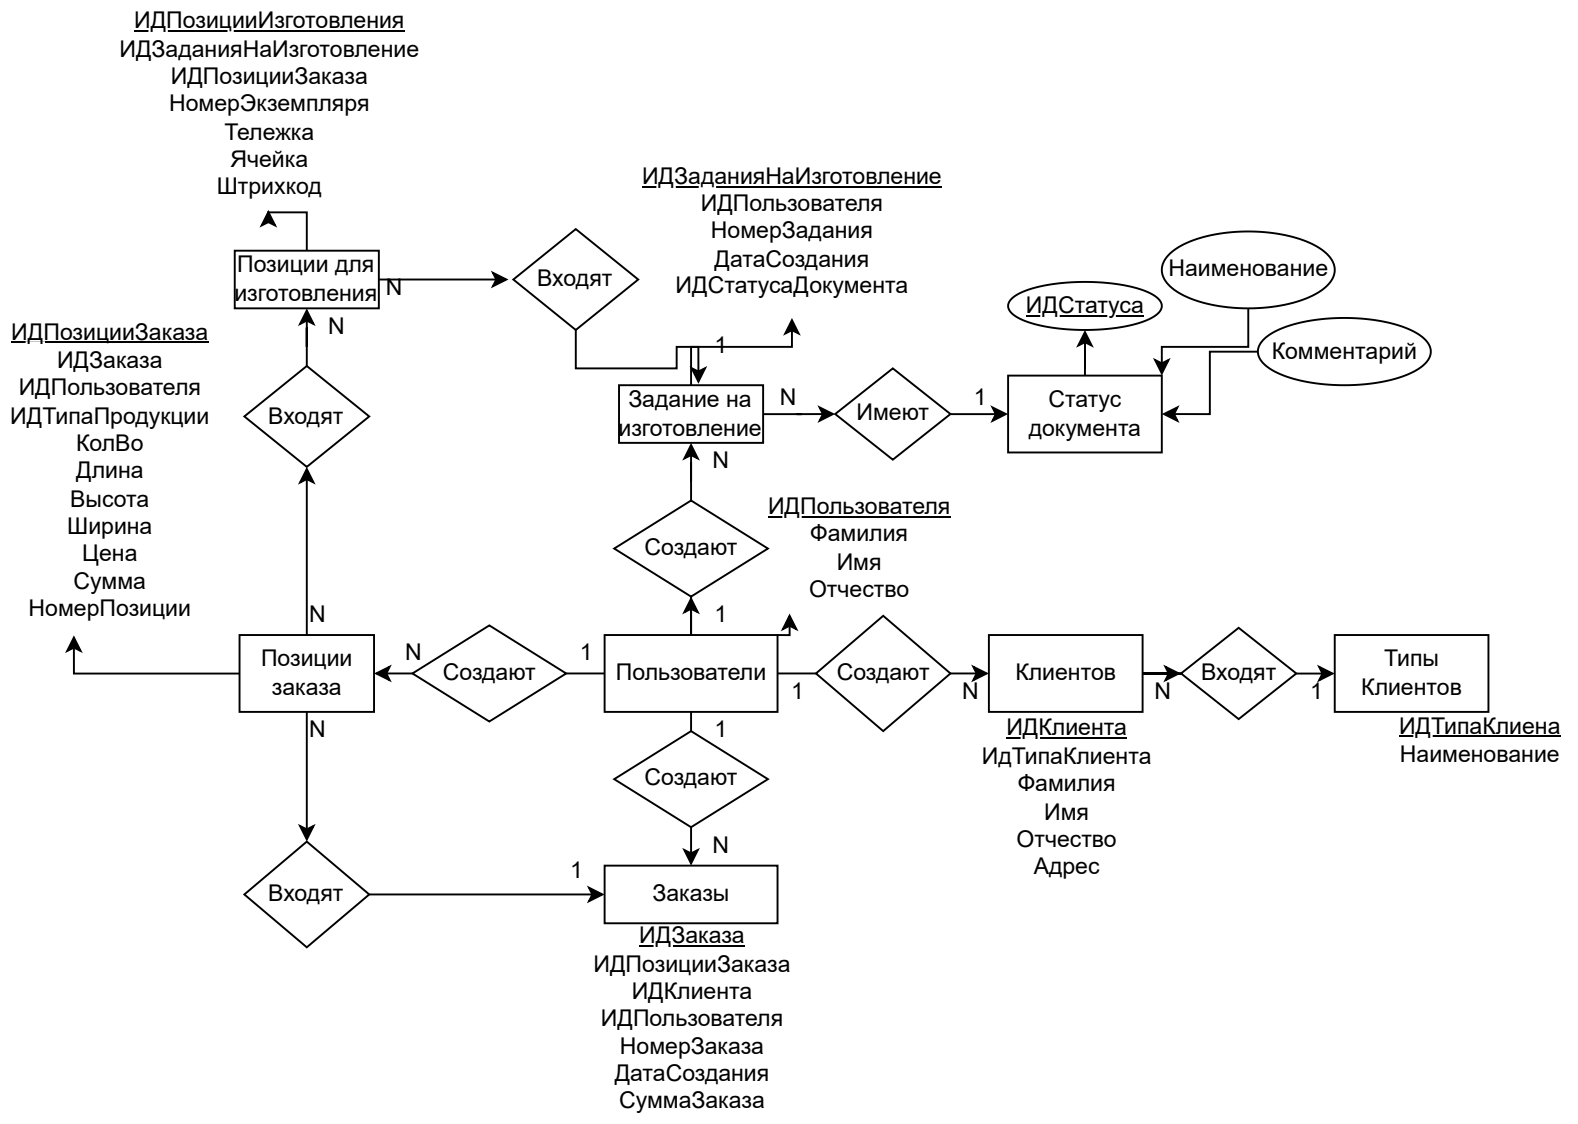 ИДПозицииИзготовления
ИДЗаданияНаИзготовление
ИДПозицииЗаказа
НомерЭкземпляря
Тележка
Ячейка
Штрихкод
Позиции для
изготовления
N
Входят
N
ИДЗаданияНаИзготовление
ИДПользователя
НомерЗадания
ДатаСоздания
ИДСтатусаДокумента
1
Задание на
изготовление
N
Имеют
1
Статус
документа
ИДСтатуса
Наименование
Комментарий
ИДПозицииЗаказа
ИДЗаказа
ИДПользователя
ИДТипаПродукции
КолВо
Длина
Высота
Ширина
Цена
Сумма
НомерПозиции
Входят
N
N
Создают
1
ИДПользователя
Фамилия
Имя
Отчество
Позиции
заказа
N
Создают
1
Пользователи
1
Создают
N
Клиентов
N
Входят
1
Типы
Клиентов
ИДТипаКлиена
Наименование
ИДКлиента
ИдТипаКлиента
Фамилия
Имя
Отчество
Адрес
N
1
Создают
N
Входят
1
Заказы
ИДЗаказа
ИДПозицииЗаказа
ИДКлиента
ИДПользователя
НомерЗаказа
ДатаСоздания
СуммаЗаказа